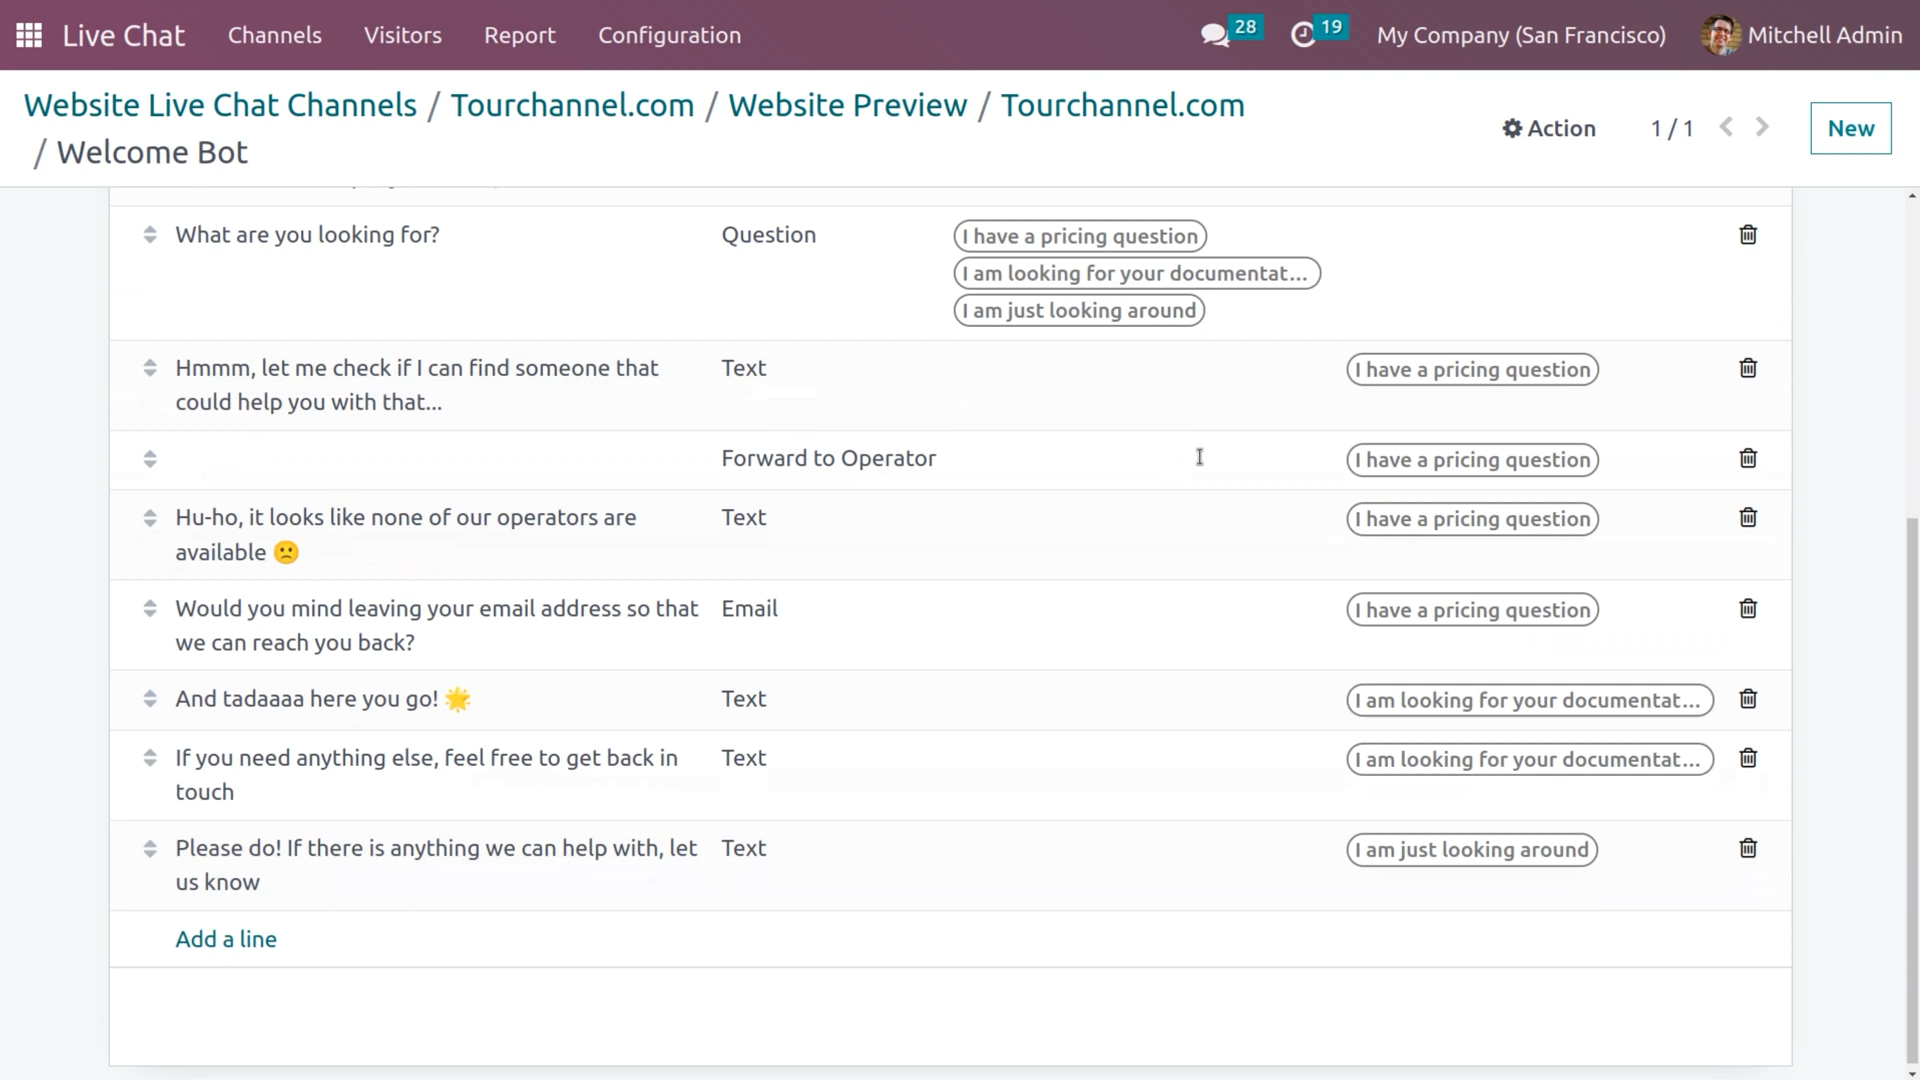 Live Chat Channels Visitors Report Configuration 28 19 My Company (San Francisco) Mitchell Admin
Website Live Chat Channels / Tourchannel.com / Website Preview / Tourchannel.com
/ Welcome Bot
Action 1 / 1 New
What are you looking for? Question I have a pricing question
I am looking for your documentat...
I am just looking around
Hmmm, let me check if I can find someone that Text I have a pricing question
could help you with that...
Forward to Operator I have a pricing question
Hu-ho, it looks like none of our operators are Text I have a pricing question
available 🙁
Would you mind leaving your email address so that Email I have a pricing question
we can reach you back?
And tadaaaa here you go! 🌟 Text I am looking for your documentat...
If you need anything else, feel free to get back in Text I am looking for your documentat...
touch
Please do! If there is anything we can help with, let Text I am just looking around
us know
Add a line